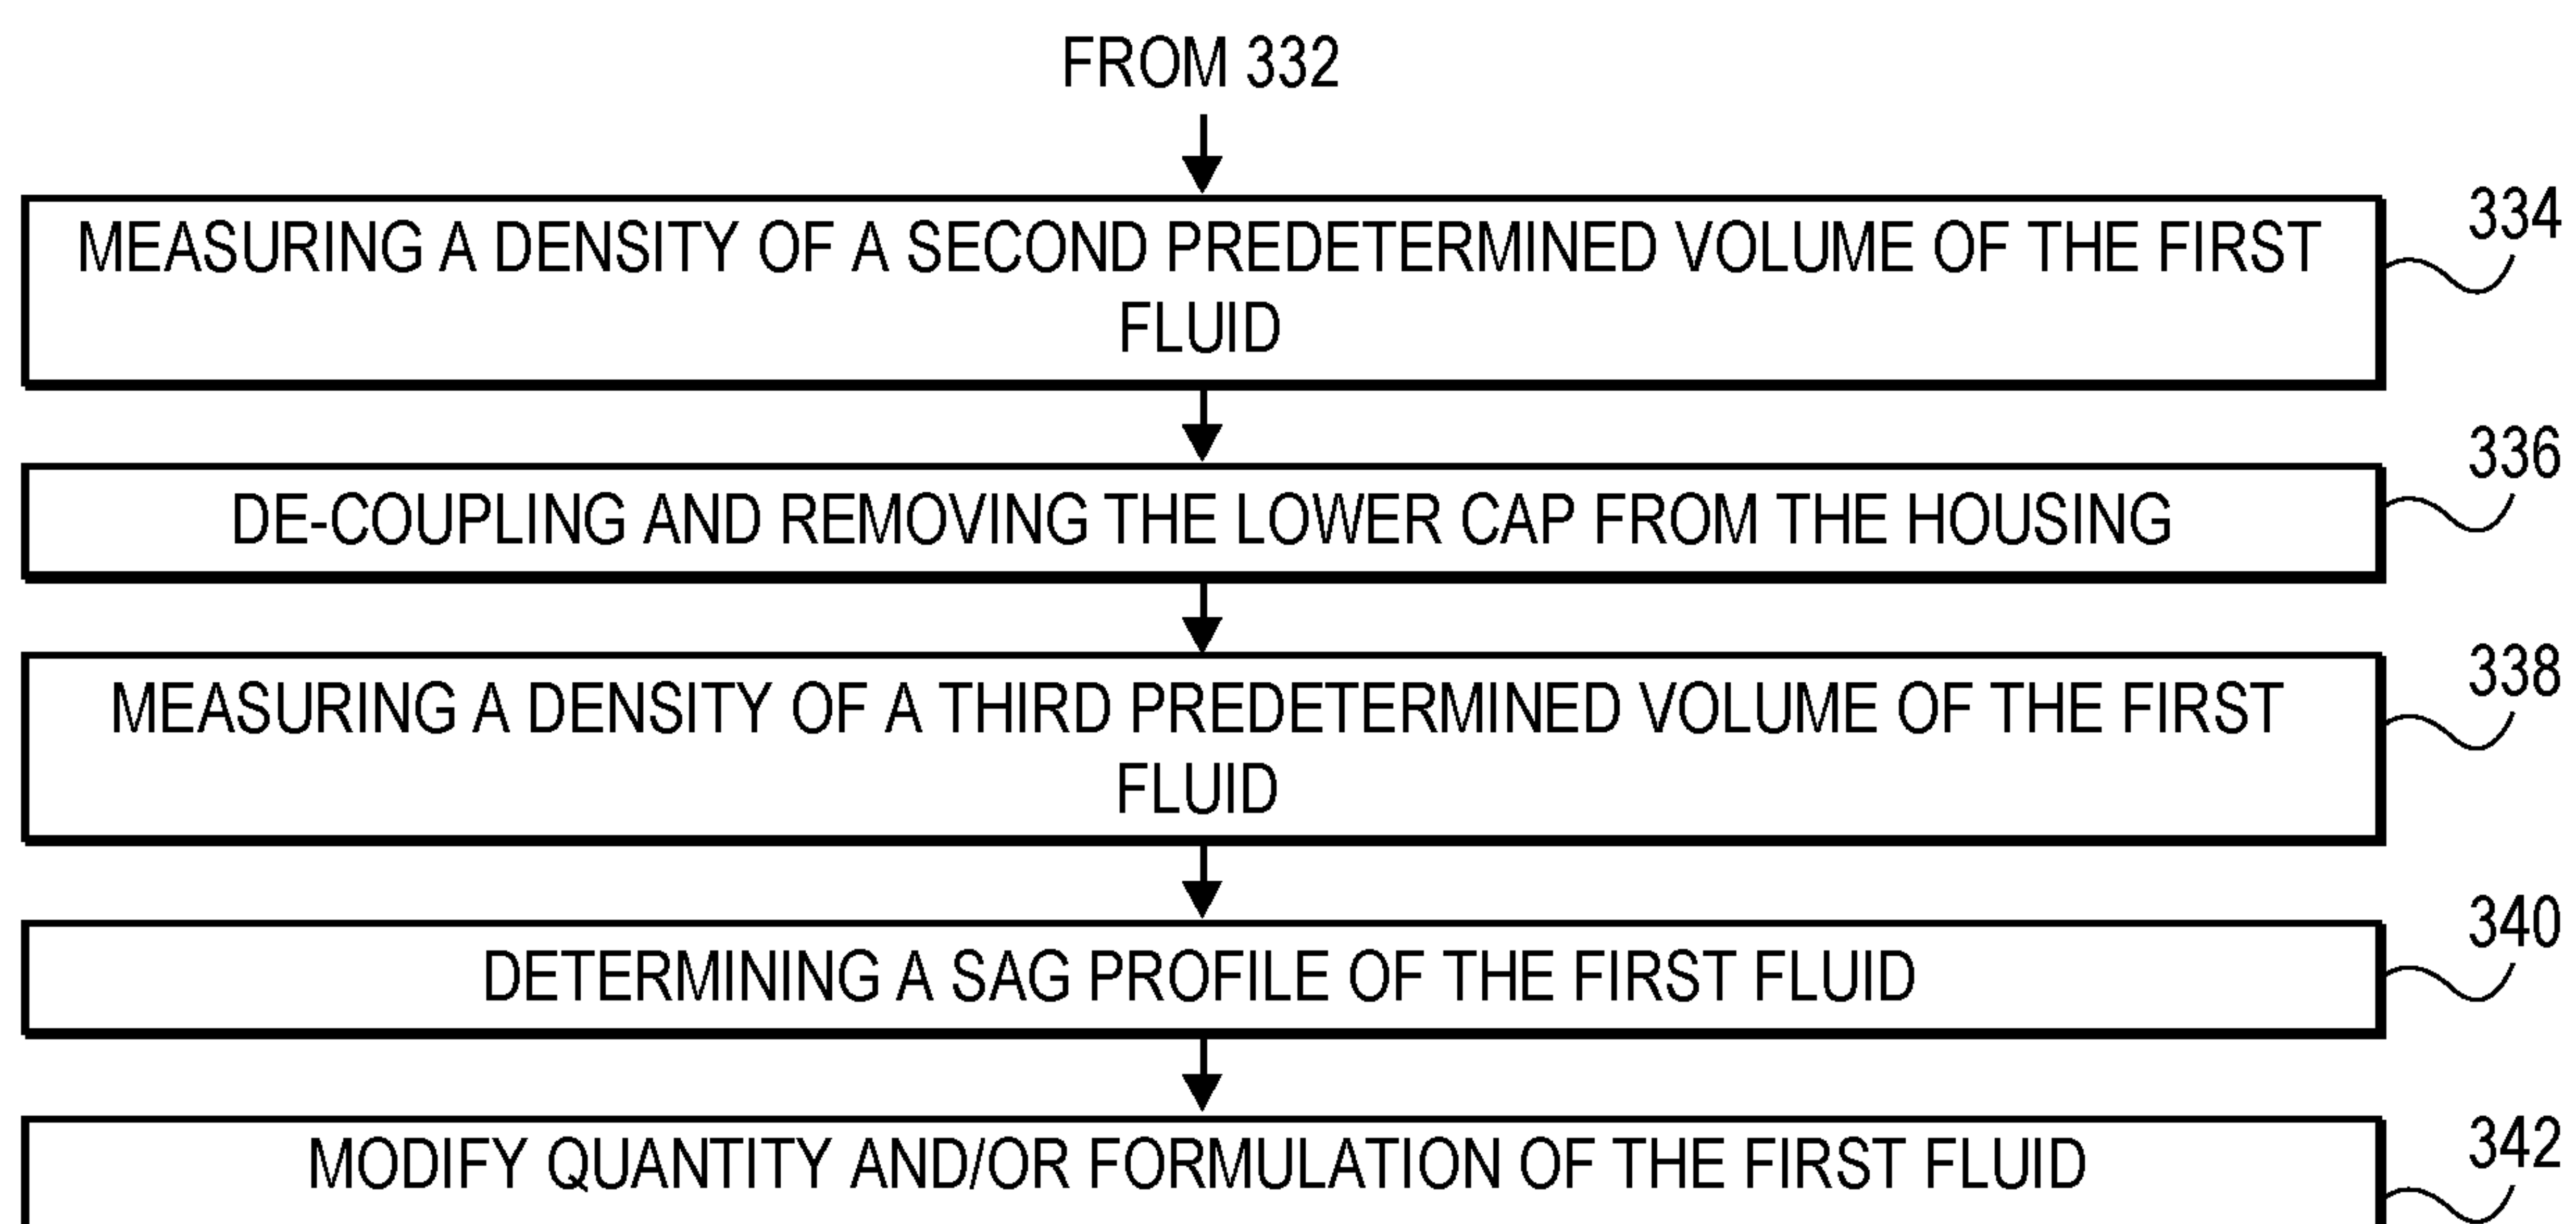 FROM 332
MEASURING A DENSITY OF A SECOND PREDETERMINED VOLUME OF THE FIRST
FLUID
334
DE-COUPLING AND REMOVING THE LOWER CAP FROM THE HOUSING
336
MEASURING A DENSITY OF A THIRD PREDETERMINED VOLUME OF THE FIRST
FLUID
338
DETERMINING A SAG PROFILE OF THE FIRST FLUID
340
MODIFY QUANTITY AND/OR FORMULATION OF THE FIRST FLUID
342